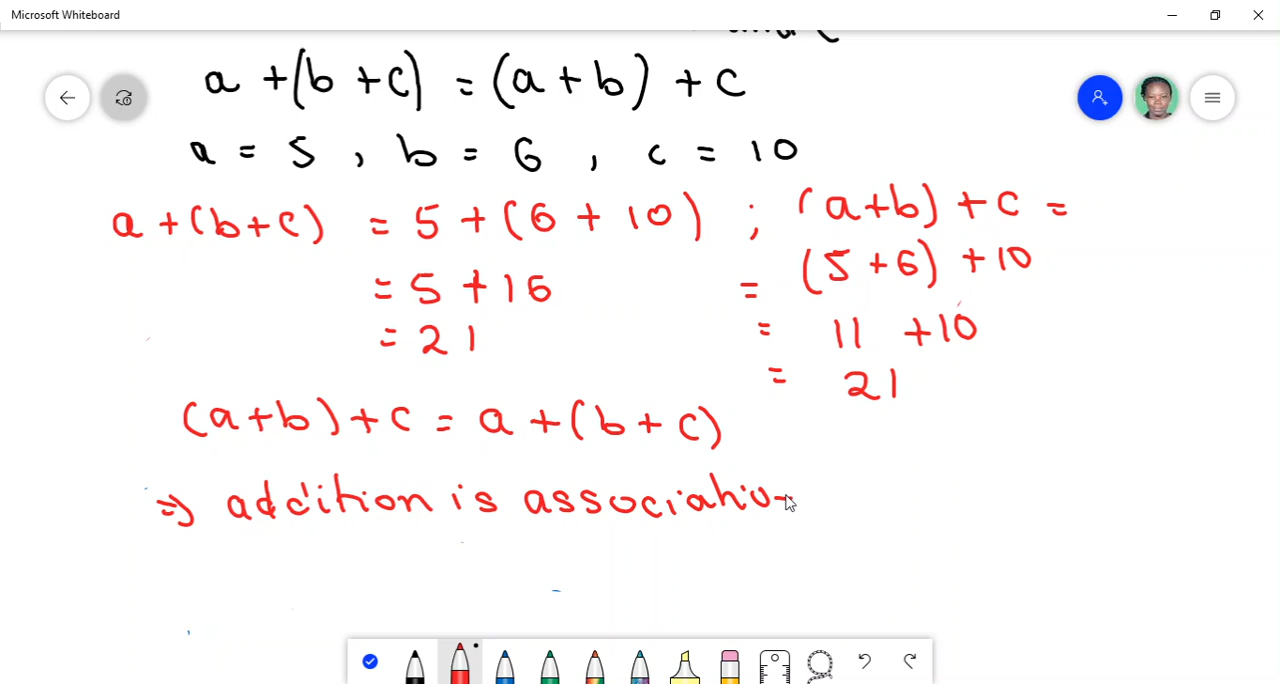 Microsoft Whiteboard
a + (b + c) = (a + b) + c
a = 5 , b = 6 , c = 10
a + (b + c) = 5 + (6 + 10) ; (a+b) + c =
= 5 + 16
= (5 + 6) + 10
= 21
= 11 + 10
= 21
(a+b) + c = a + (b + c)
⇒ addition is